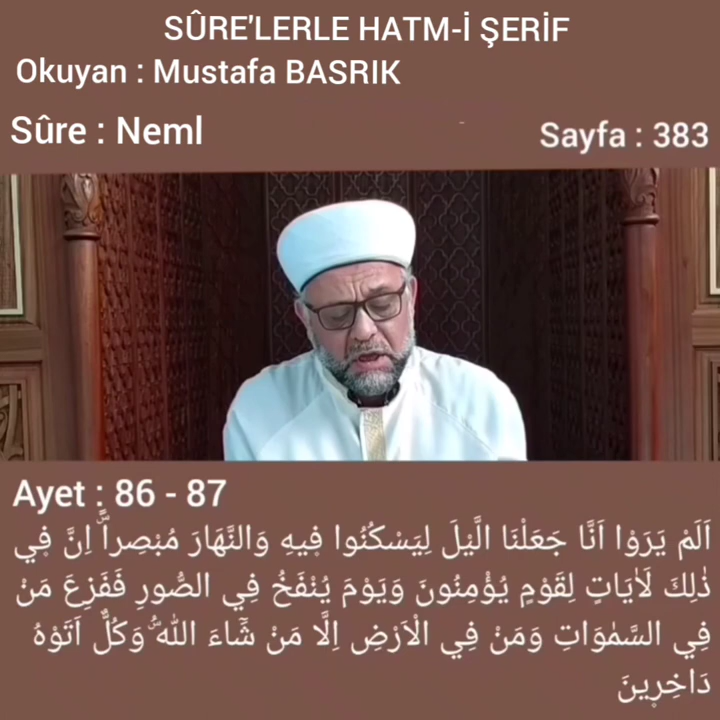 SÛRE'LERLE HATM-İ ŞERİF
Okuyan : Mustafa BASRIK
Sûre : Neml
Sayfa : 383
Ayet : 86 - 87
اَلَمْ يَرَوْا اَنَّا جَعَلْنَا الَّيْلَ لِيَسْكُنُوا ف۪يهِ وَالنَّهَارَ مُبْصِراًۜ اِنَّ ف۪ي
ذٰلِكَ لَاٰيَاتٍ لِقَوْمٍ يُؤْمِنُونَ وَيَوْمَ يُنْفَخُ فِي الصُّورِ فَفَزِعَ مَنْ
فِي السَّمٰوَاتِ وَمَنْ فِي الْاَرْضِ اِلَّا مَنْ شَٓاءَ اللّٰهُۜ وَكُلٌّ اَتَوْهُ
دَاخِر۪ينَ